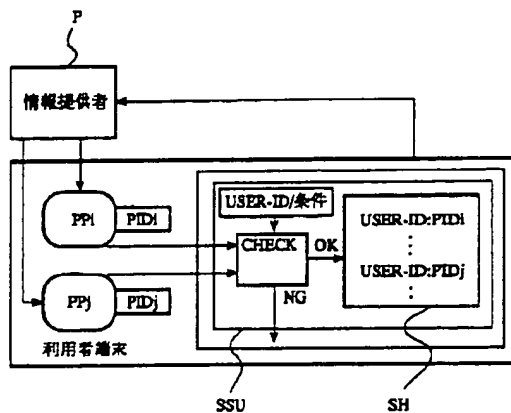 P
情報提供者
USER-ID/条件
PPi PIDi
CHECK OK
USER-ID:PIDi
⋮
USER-ID:PIDj
⋮
PPj PIDj
NG
利用者端末
SSU SH